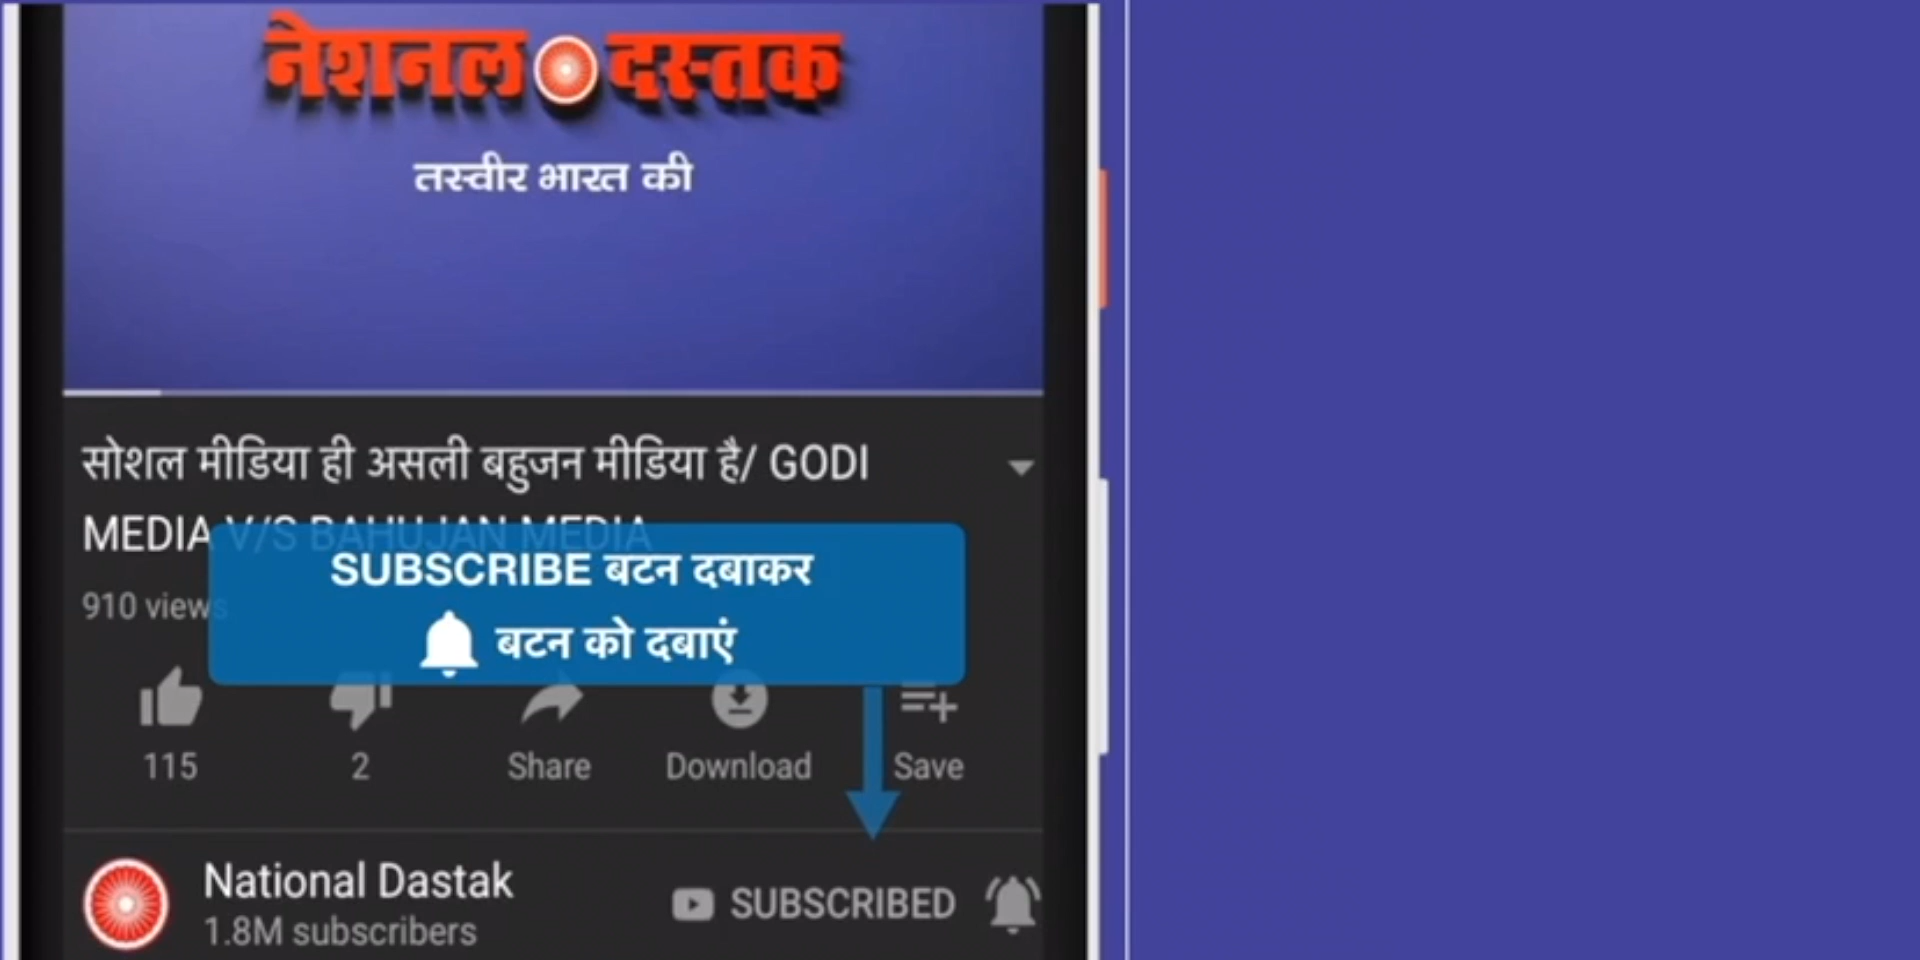 नेशनल दस्तक
तस्वीर भारत की
सोशल मीडिया ही असली बहुजन मीडिया है/ GODI
MEDIA V/S BAHUJAN MEDIA
SUBSCRIBE बटन दबाकर
बटन को दबाएं
910 views
115
2
Share
Download
Save
National Dastak
1.8M subscribers
SUBSCRIBED